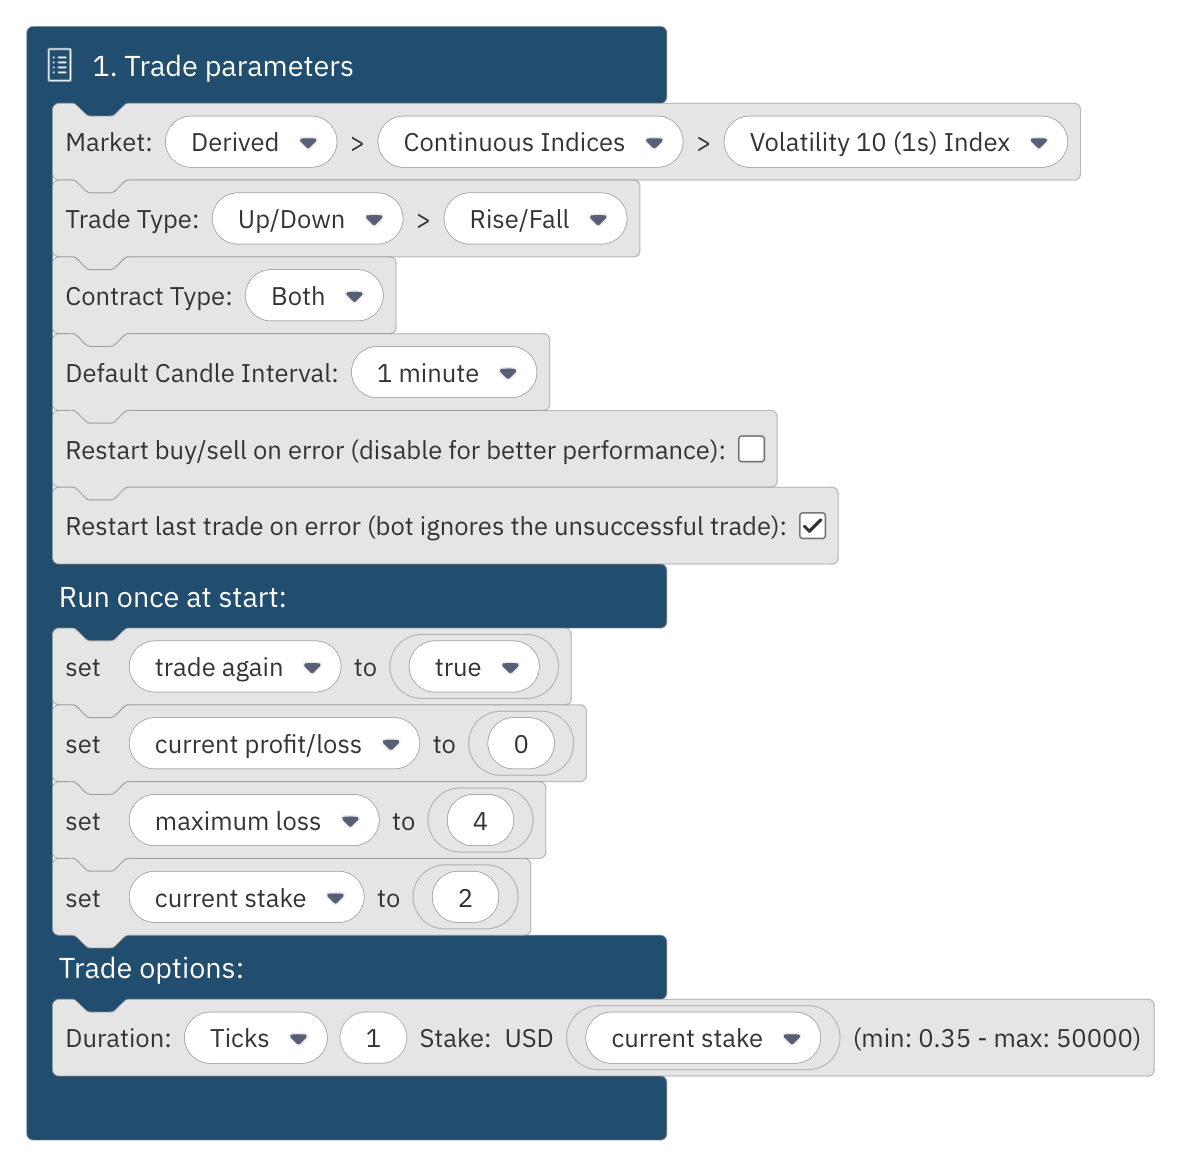 1. Trade parameters
Market: Derived > Continuous Indices > Volatility 10 (1s) Index
Trade Type: Up/Down > Rise/Fall
Contract Type: Both
Default Candle Interval: 1 minute
Restart buy/sell on error (disable for better performance):
Restart last trade on error (bot ignores the unsuccessful trade):
Run once at start:
set trade again to true
set current profit/loss to 0
set maximum loss to 4
set current stake to 2
Trade options:
Duration: Ticks 1 Stake: USD current stake (min: 0.35 - max: 50000)